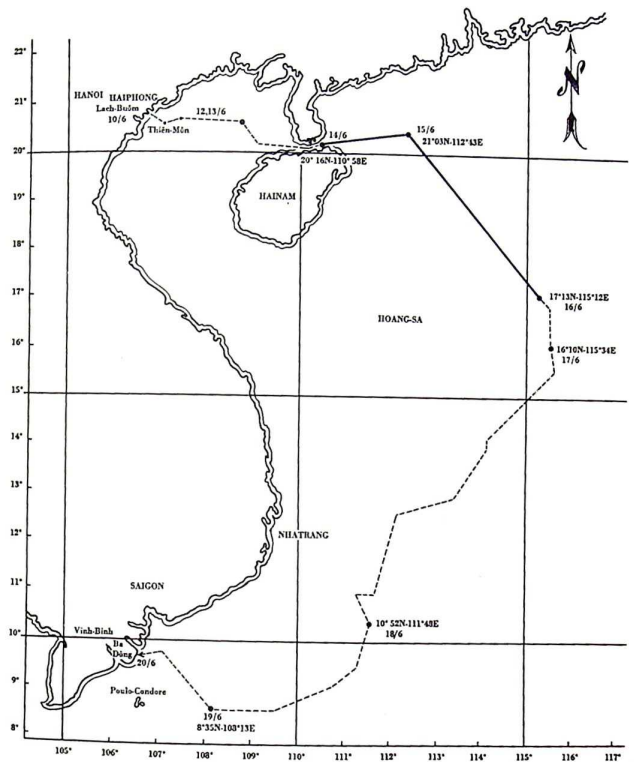 22°
21°
20°
19°
18°
17°
16°
15°
14°
13°
12°
11°
10°
9°
8°
N
HANOI HAIPHONG
Lach-Buôm
10/6
Thiên-Môn
12,13/6
14/6
20° 16N-110° 58E
15/6
21°03N-112°43E
HAINAM
17°13N-115°12E
16/6
HOANG-SA
16°10N-115°34E
17/6
NHATRANG
SAIGON
10° 52N-111°48E
18/6
Vinh-Bình
Ba
Dông
20/6
Poulo-Condore
19/6
8°35N-108°13E
105° 106° 107° 108° 109° 110° 111° 112° 113° 114° 115° 116° 117°